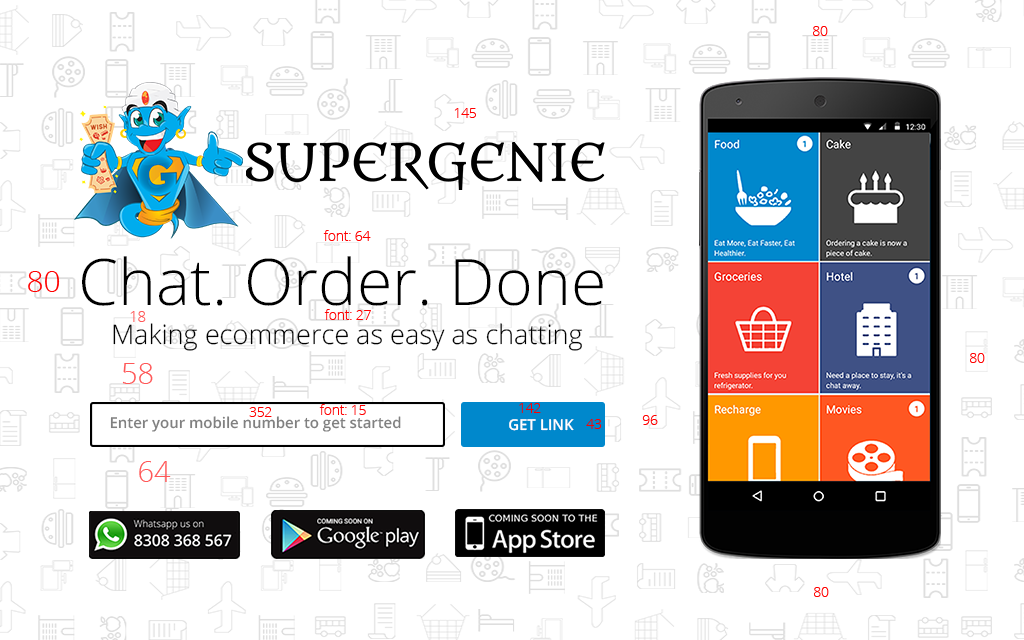 80
145
WISH
G
SUPERGENIE
font: 64
80
Chat. Order. Done
18
font: 27
Making ecommerce as easy as chatting
58
352
font: 15
142
Enter your mobile number to get started
GET LINK
43
96
64
Whatsapp us on
8308 368 567
COMING SOON ON
Google play
COMING SOON TO THE
App Store
12:30
Food
1
Cake
Eat More, Eat Faster, Eat
Healthier.
Ordering a cake is now a
piece of cake.
Groceries
Hotel
1
Fresh supplies for you
refrigerator.
Need a place to stay, it's a
chat away.
Recharge
Movies
1
80
80